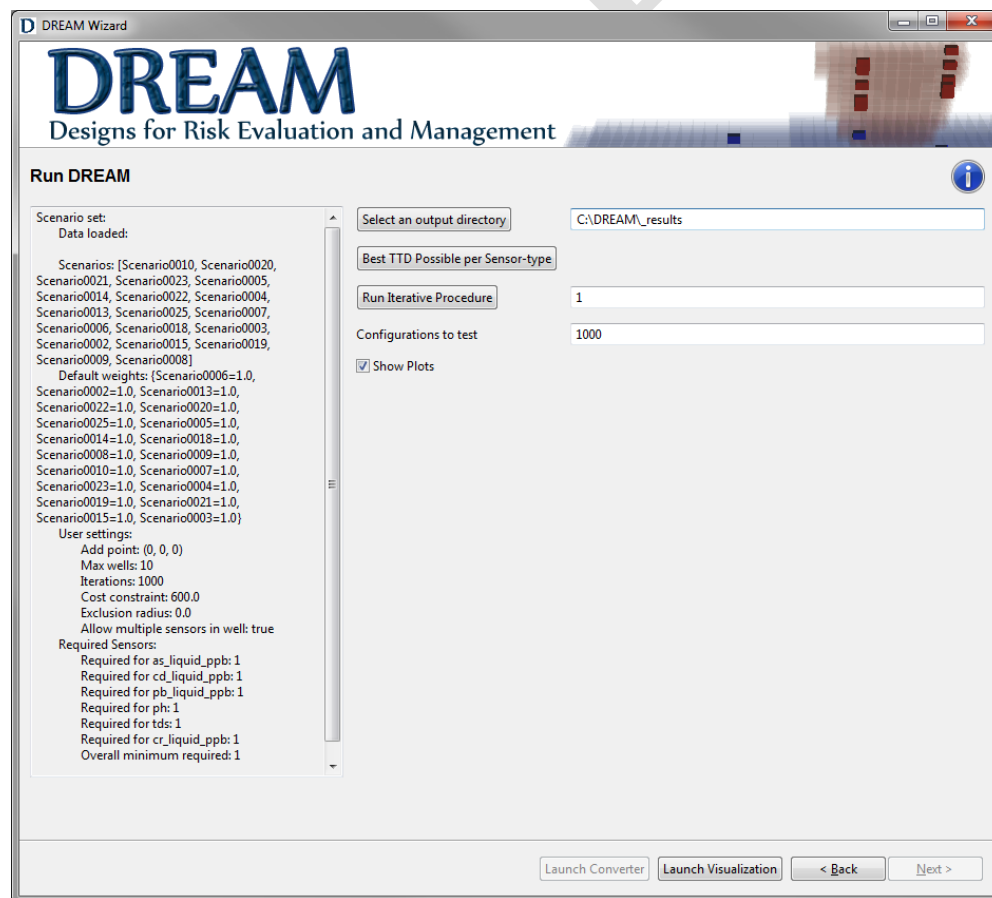 DREAM Wizard
DREAM
Designs for Risk Evaluation and Management
Run DREAM
Scenario set:
Data loaded:
Scenarios: [Scenario0010, Scenario0020,
Scenario0021, Scenario0023, Scenario0005,
Scenario0014, Scenario0022, Scenario0004,
Scenario0013, Scenario0025, Scenario0007,
Scenario0006, Scenario0018, Scenario0003,
Scenario0002, Scenario0015, Scenario0019,
Scenario0009, Scenario0008]
Default weights: {Scenario0006=1.0,
Scenario0002=1.0, Scenario0013=1.0,
Scenario0022=1.0, Scenario0020=1.0,
Scenario0025=1.0, Scenario0005=1.0,
Scenario0014=1.0, Scenario0018=1.0,
Scenario0008=1.0, Scenario0009=1.0,
Scenario0010=1.0, Scenario0007=1.0,
Scenario0023=1.0, Scenario0004=1.0,
Scenario0019=1.0, Scenario0021=1.0,
Scenario0015=1.0, Scenario0003=1.0}
User settings:
Add point: (0, 0, 0)
Max wells: 10
Iterations: 1000
Cost constraint: 600.0
Exclusion radius: 0.0
Allow multiple sensors in well: true
Required Sensors:
Required for as_liquid_ppb: 1
Required for cd_liquid_ppb: 1
Required for pb_liquid_ppb: 1
Required for ph: 1
Required for tds: 1
Required for cr_liquid_ppb: 1
Overall minimum required: 1
Select an output directory C:\DREAM\_results
Best TTD Possible per Sensor-type
Run Iterative Procedure 1
Configurations to test 1000
Show Plots
Launch Converter Launch Visualization < Back Next >